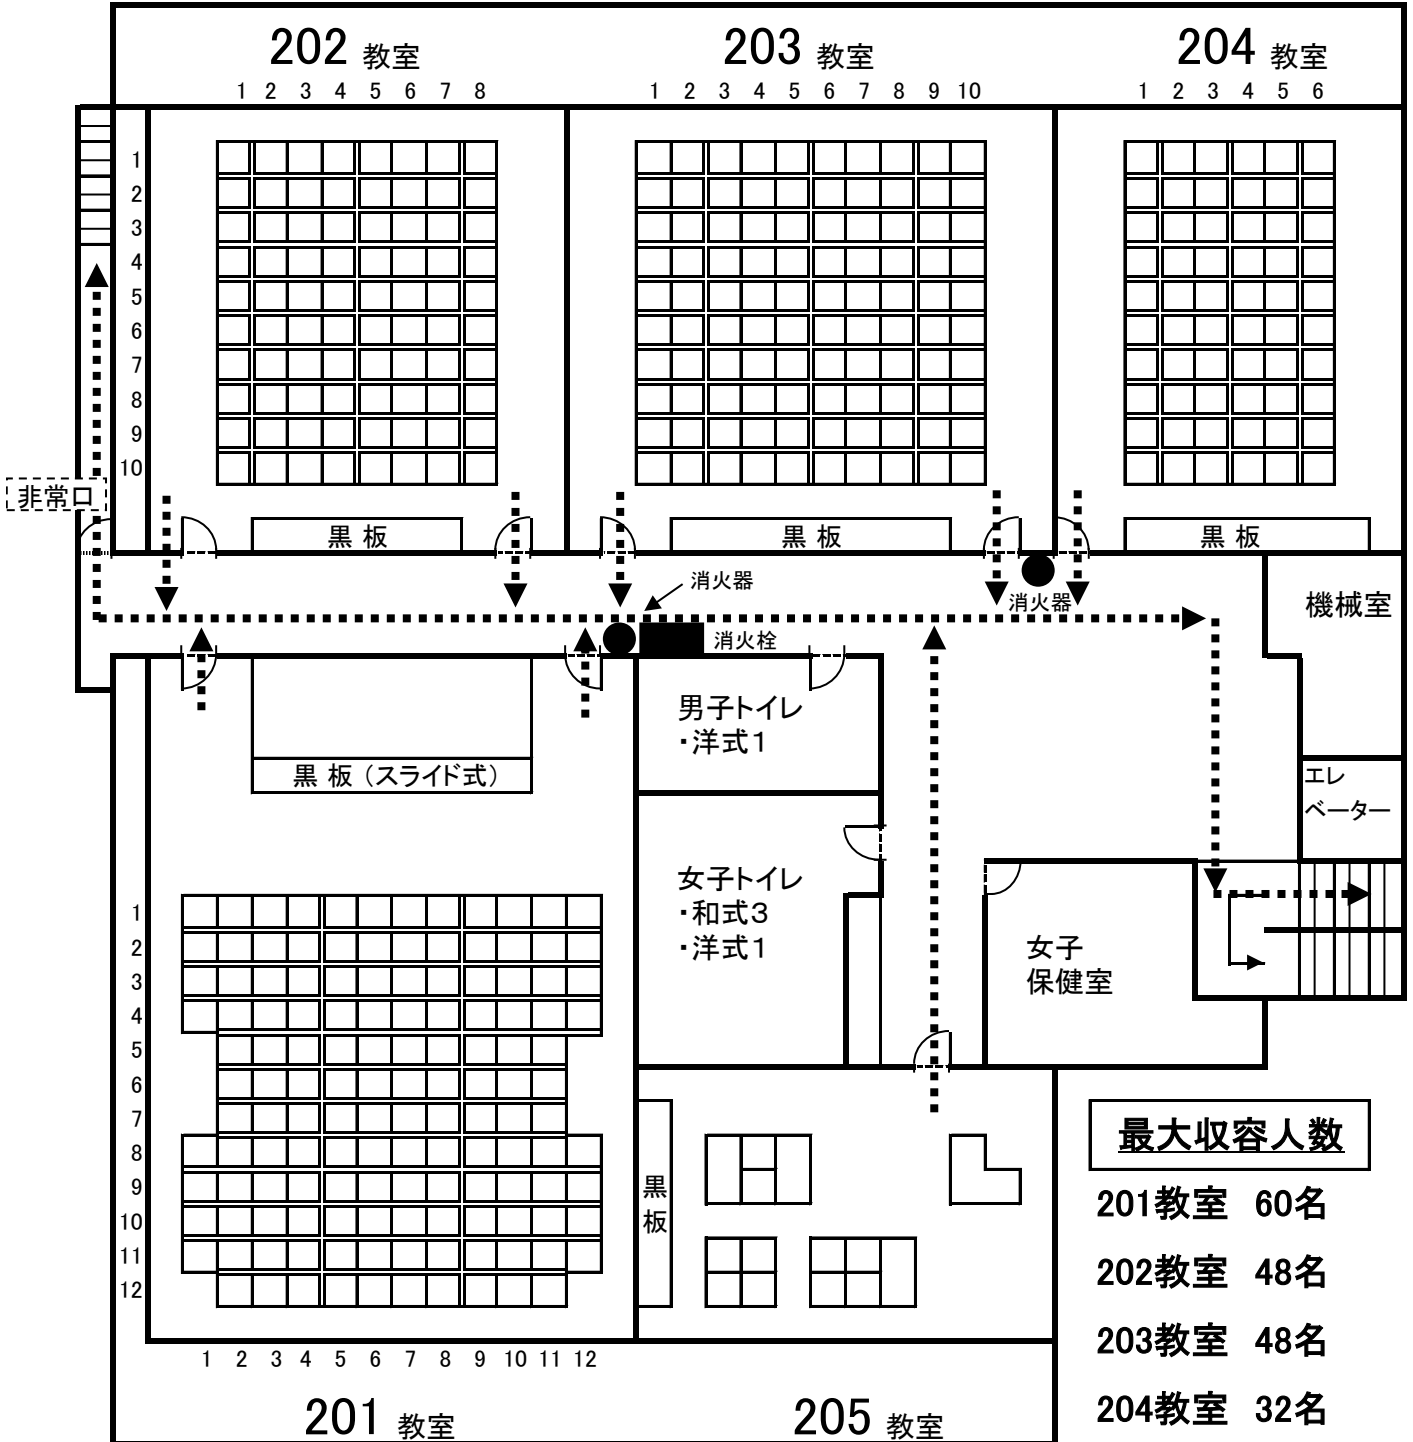 202 教室
203 教室
204 教室
1 2 3 4 5 6 7 8
1 2 3 4 5 6 7 8 9 10
1 2 3 4 5 6
1
2
3
4
5
6
7
8
9
10
非常口
黒 板
黒 板
黒 板
消火器
消火器
機械室
消火栓
男子トイレ
・洋式1
黒 板 (スライド式)
エレ
ベーター
女子トイレ
・和式3
・洋式1
女子
保健室
1
2
3
4
5
6
7
8
9
10
11
12
黒
板
最大収容人数
201教室 60名
202教室 48名
203教室 48名
204教室 32名
1 2 3 4 5 6 7 8 9 10 11 12
201 教室
205 教室